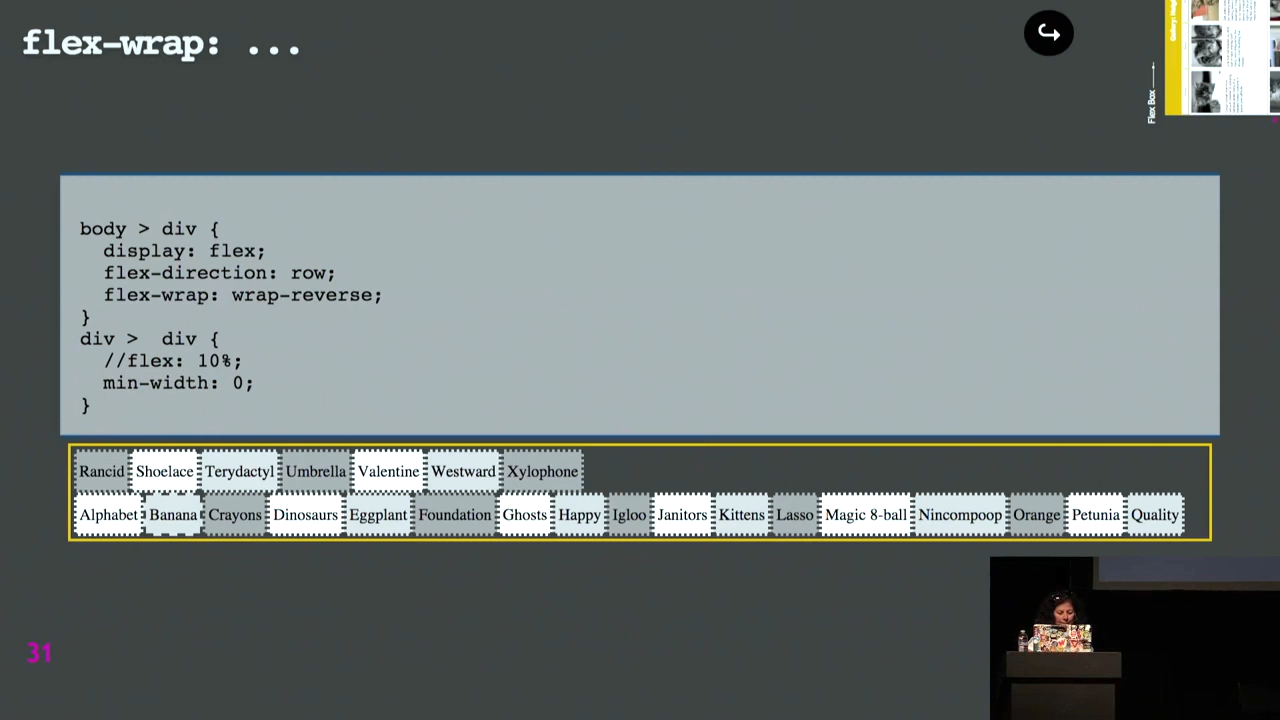 flex-wrap: ...
Flex Box
body > div {
display: flex;
flex-direction: row;
flex-wrap: wrap-reverse;
}
div > div {
//flex: 10%;
min-width: 0;
}
Rancid Shoelace Terydactyl Umbrella Valentine Westward Xylophone
Alphabet Banana Crayons Dinosaurs Eggplant Foundation Ghosts Happy Igloo Janitors Kittens Lasso Magic 8-ball Nincompoop Orange Petunia Quality
31